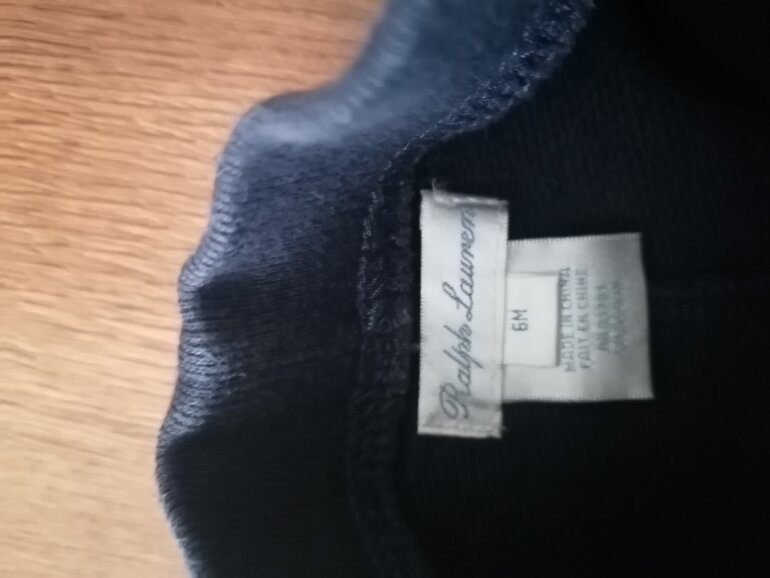 Ralph Lauren
6M
MADE IN CHINA
FAIT EN CHINE